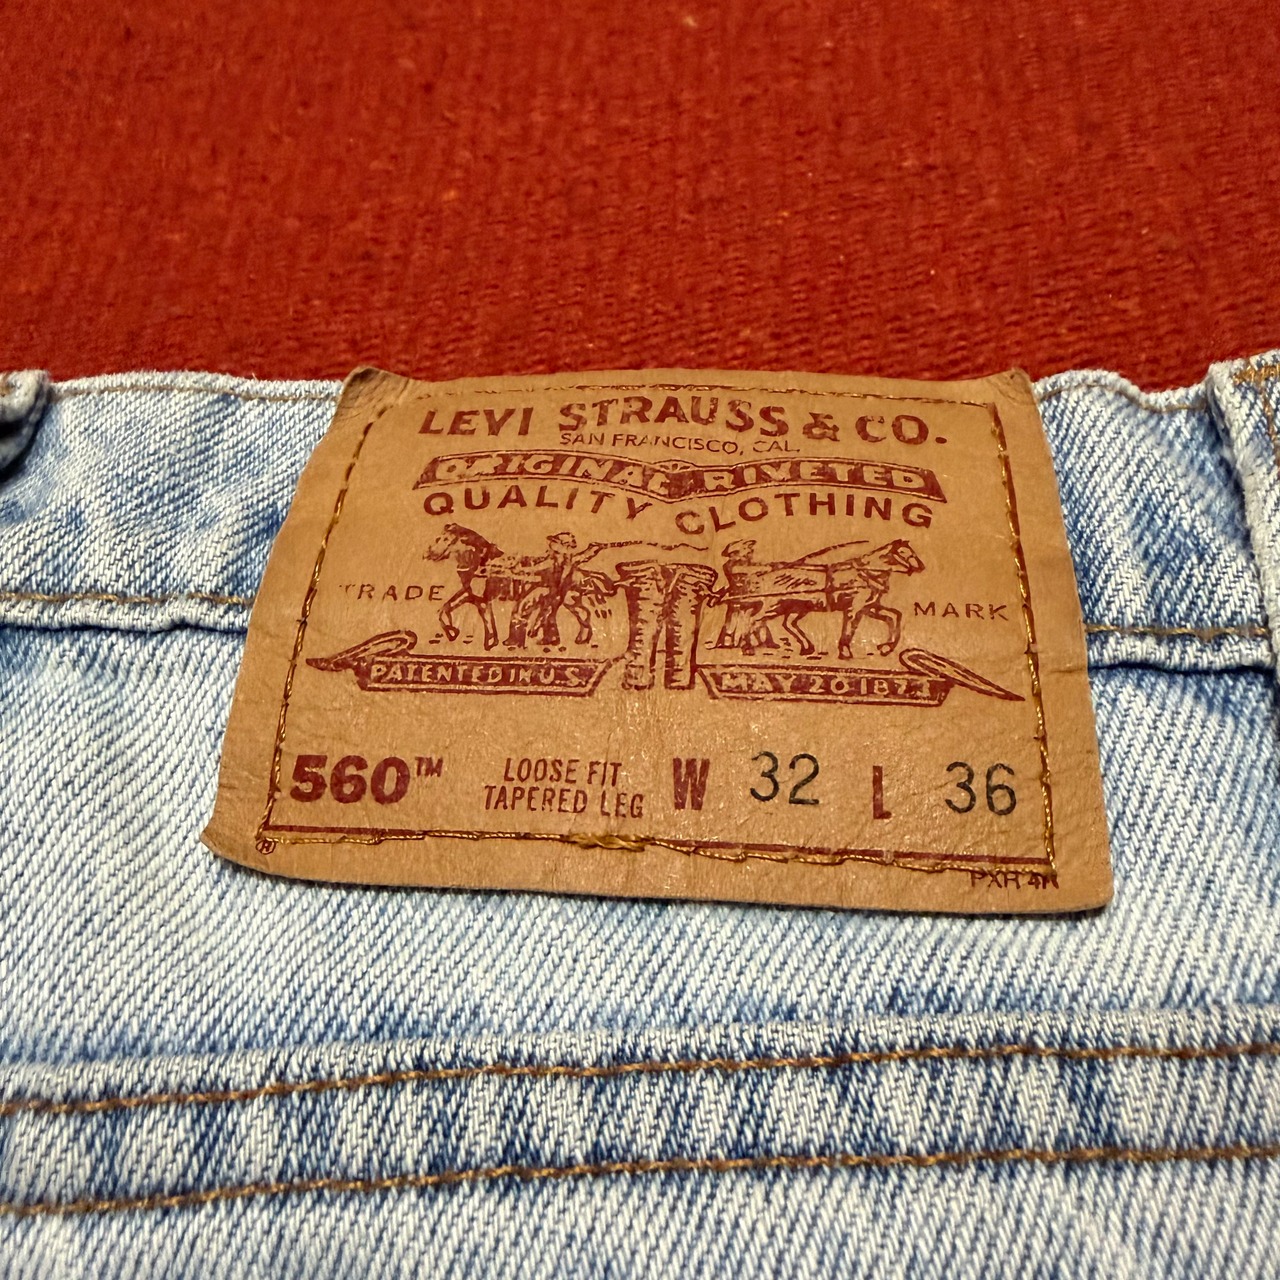 LEVI STRAUSS & CO.
SAN FRANCISCO, CAL.
ORIGINAL RIVETED
QUALITY CLOTHING
TRADE MARK
PATENTED IN U.S. MAY 20 1873
560™ LOOSE FIT TAPERED LEG W 32 L 36
®